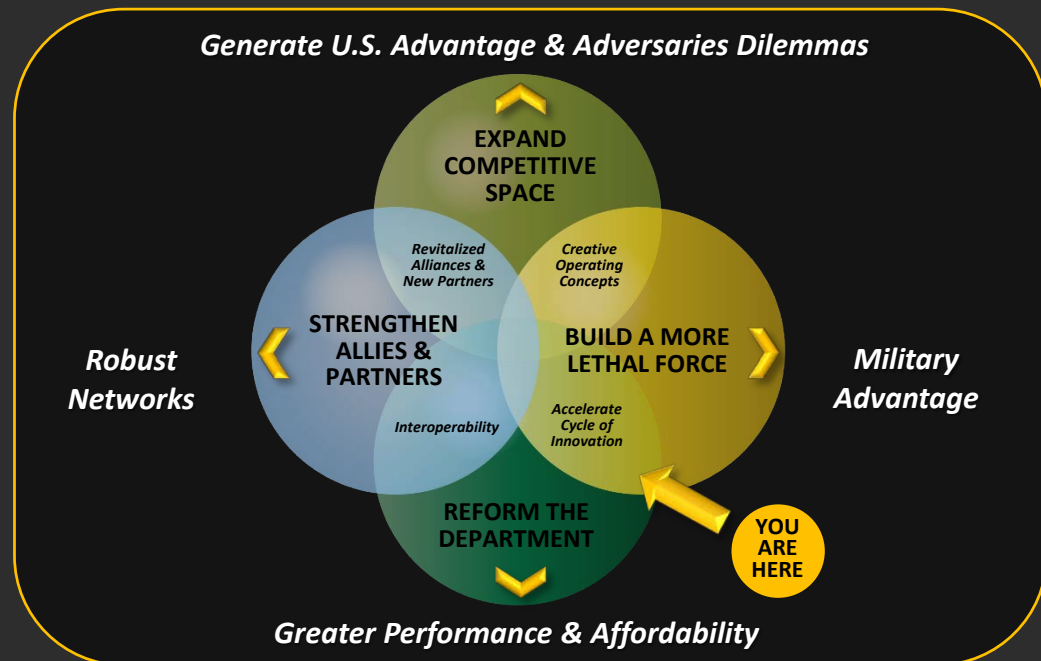 Generate U.S. Advantage & Adversaries Dilemmas
EXPAND
COMPETITIVE
SPACE
Revitalized
Alliances &
New Partners
Creative
Operating
Concepts
STRENGTHEN
ALLIES &
PARTNERS
BUILD A MORE
LETHAL FORCE
Robust
Networks
Military
Advantage
Interoperability
Accelerate
Cycle of
Innovation
REFORM THE
DEPARTMENT
YOU
ARE
HERE
Greater Performance & Affordability